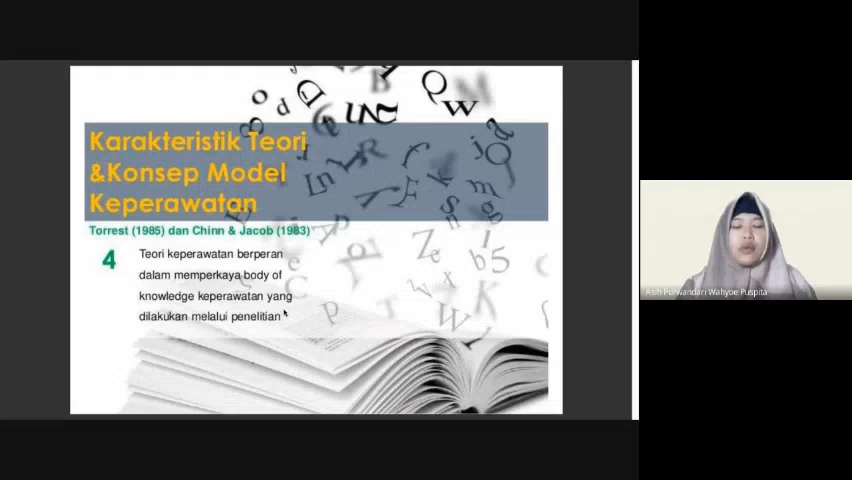 Karakteristik Teori
&Konsep Model
Keperawatan
Torrest (1985) dan Chinn & Jacob (1983)
4
Teori keperawatan berperan
dalam memperkaya body of
knowledge keperawatan yang
dilakukan melalui penelitian
Asih Purwandari Wahyoe Puspita